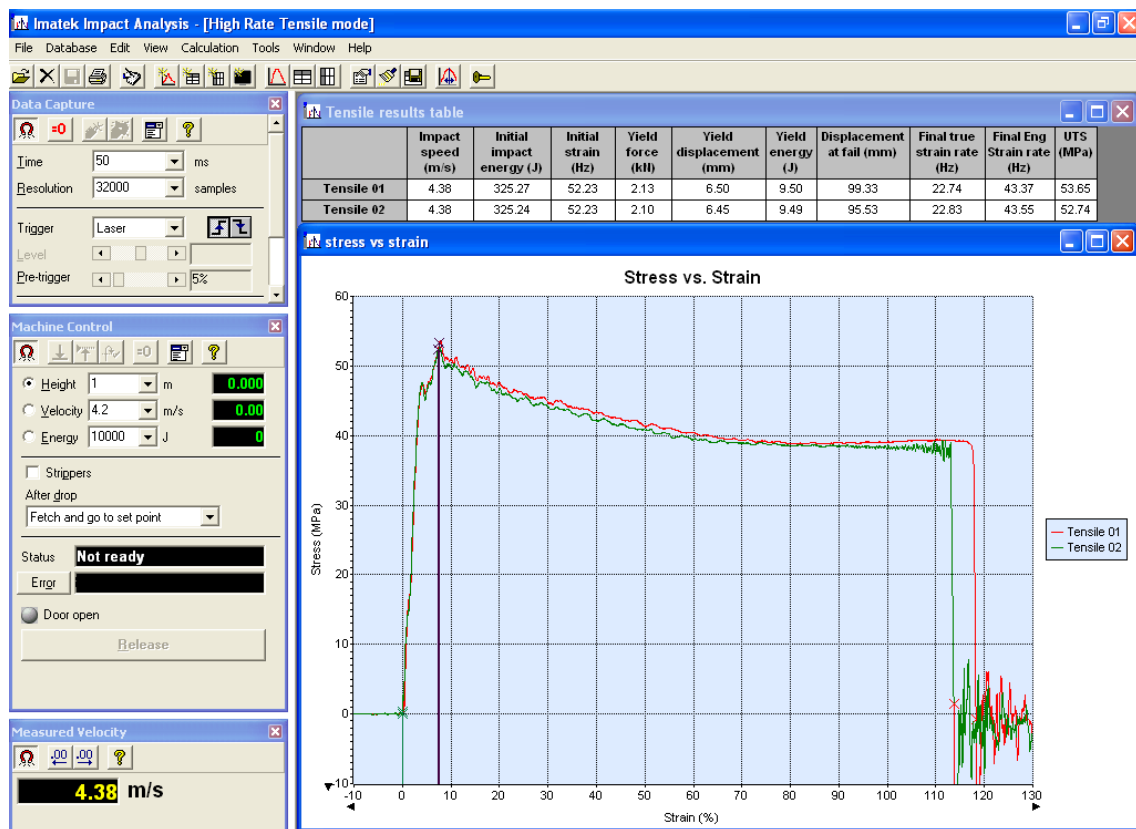 Imatek Impact Analysis - [High Rate Tensile mode]
File Database Edit View Calculation Tools Window Help
Data Capture
=0
Time 50 ms
Resolution 32000 samples
Trigger Laser
Level
Pre-trigger 5%
Machine Control
=0
Height 1 m 0.000
Velocity 4.2 m/s 0.00
Energy 10000 J 0
Strippers
After drop
Fetch and go to set point
Status Not ready
Error
Door open
Release
Measured Velocity
.00 .00
4.38 m/s
Tensile results table
Impact speed (m/s) Initial impact energy (J) Initial strain (Hz) Yield force (kN) Yield displacement (mm) Yield energy (J) Displacement at fail (mm) Final true strain rate (Hz) Final Eng Strain rate (Hz) UTS (MPa)
Tensile 01 4.38 325.27 52.23 2.13 6.50 9.50 99.33 22.74 43.37 53.65
Tensile 02 4.38 325.24 52.23 2.10 6.45 9.49 95.53 22.83 43.55 52.74
stress vs strain
Stress vs. Strain
60
50
40
30
20
10
0
-10
Stress (MPa)
-10 0 10 20 30 40 50 60 70 80 90 100 110 120 130
Strain (%)
Tensile 01
Tensile 02